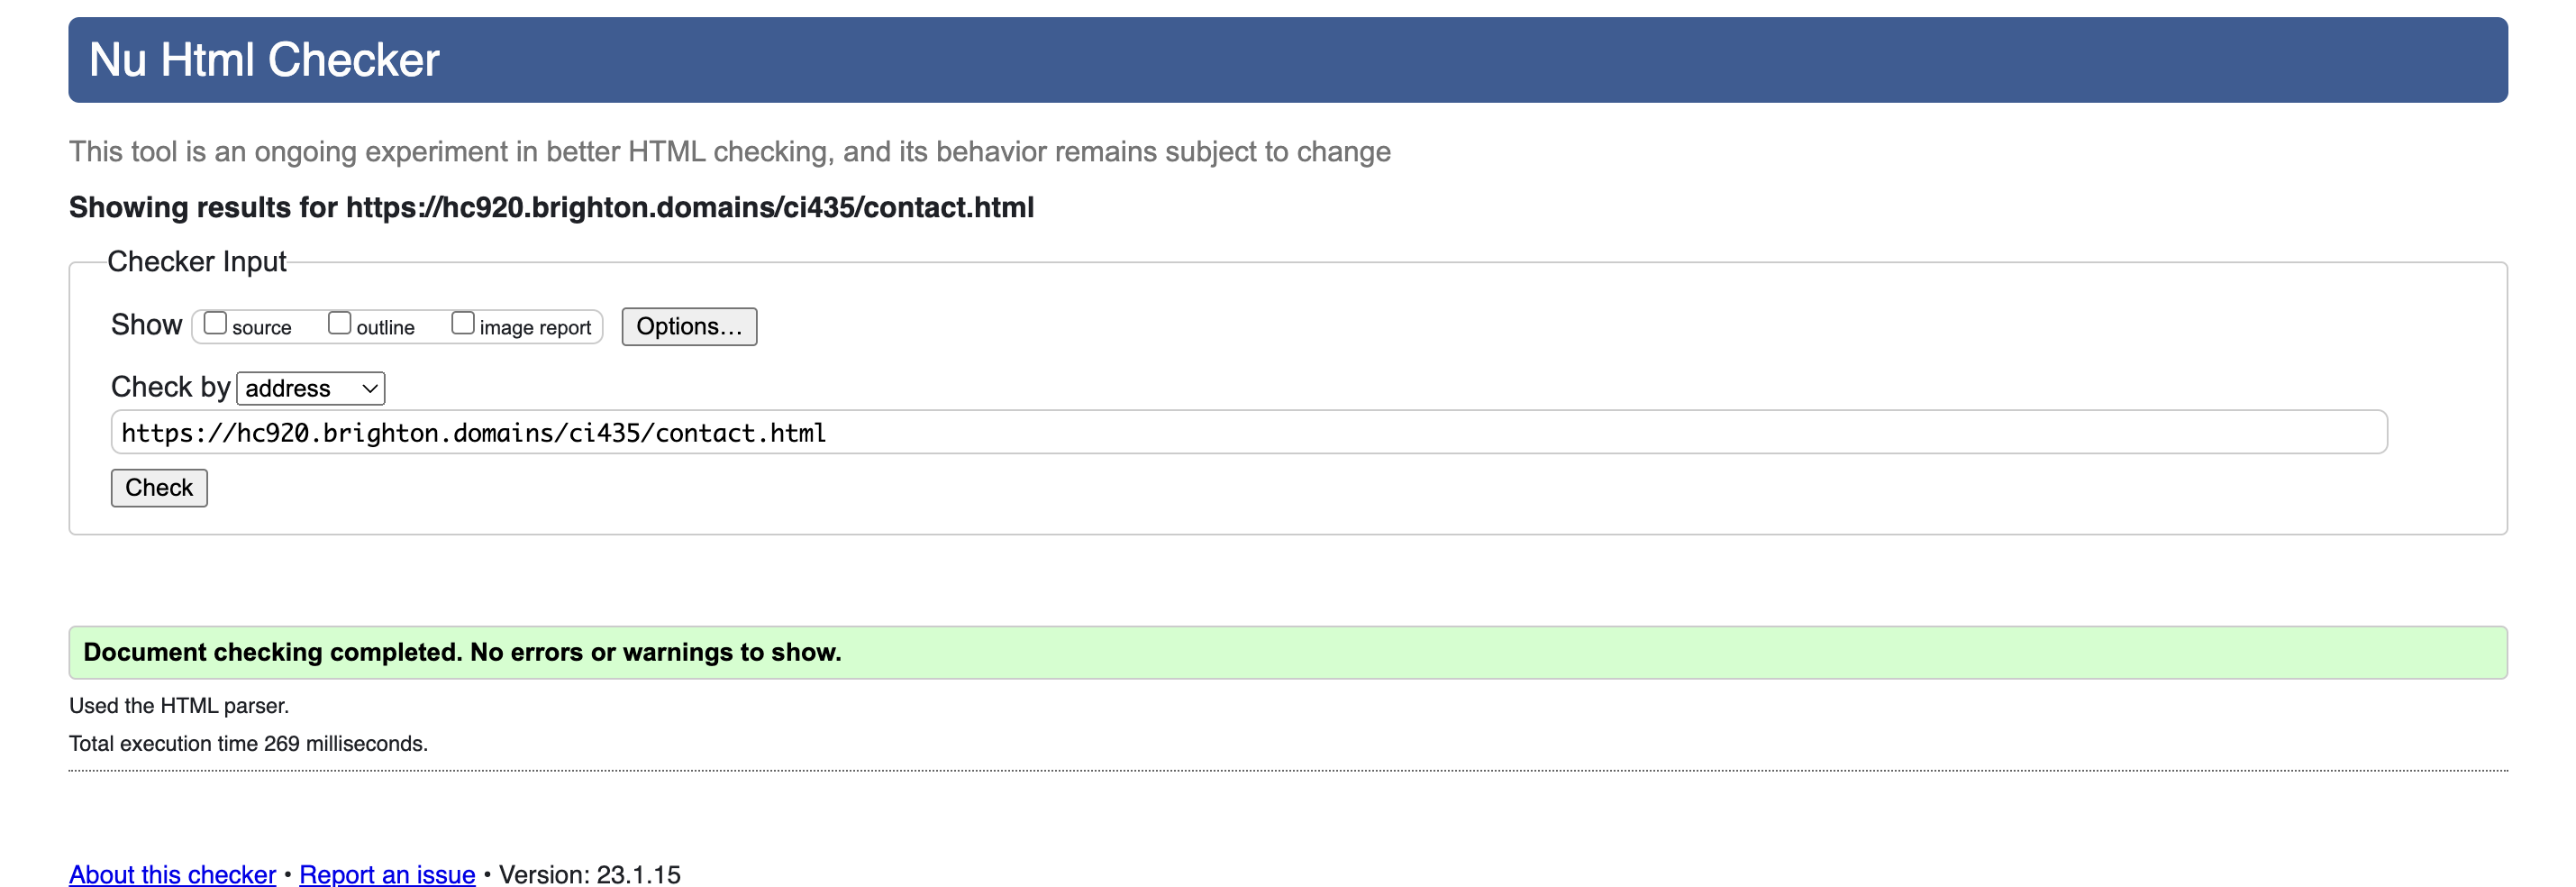 Nu Html Checker
This tool is an ongoing experiment in better HTML checking, and its behavior remains subject to change
Showing results for https://hc920.brighton.domains/ci435/contact.html
Checker Input
Show source outline image report Options...
Check by address
https://hc920.brighton.domains/ci435/contact.html
Check
Document checking completed. No errors or warnings to show.
Used the HTML parser.
Total execution time 269 milliseconds.
About this checker • Report an issue • Version: 23.1.15